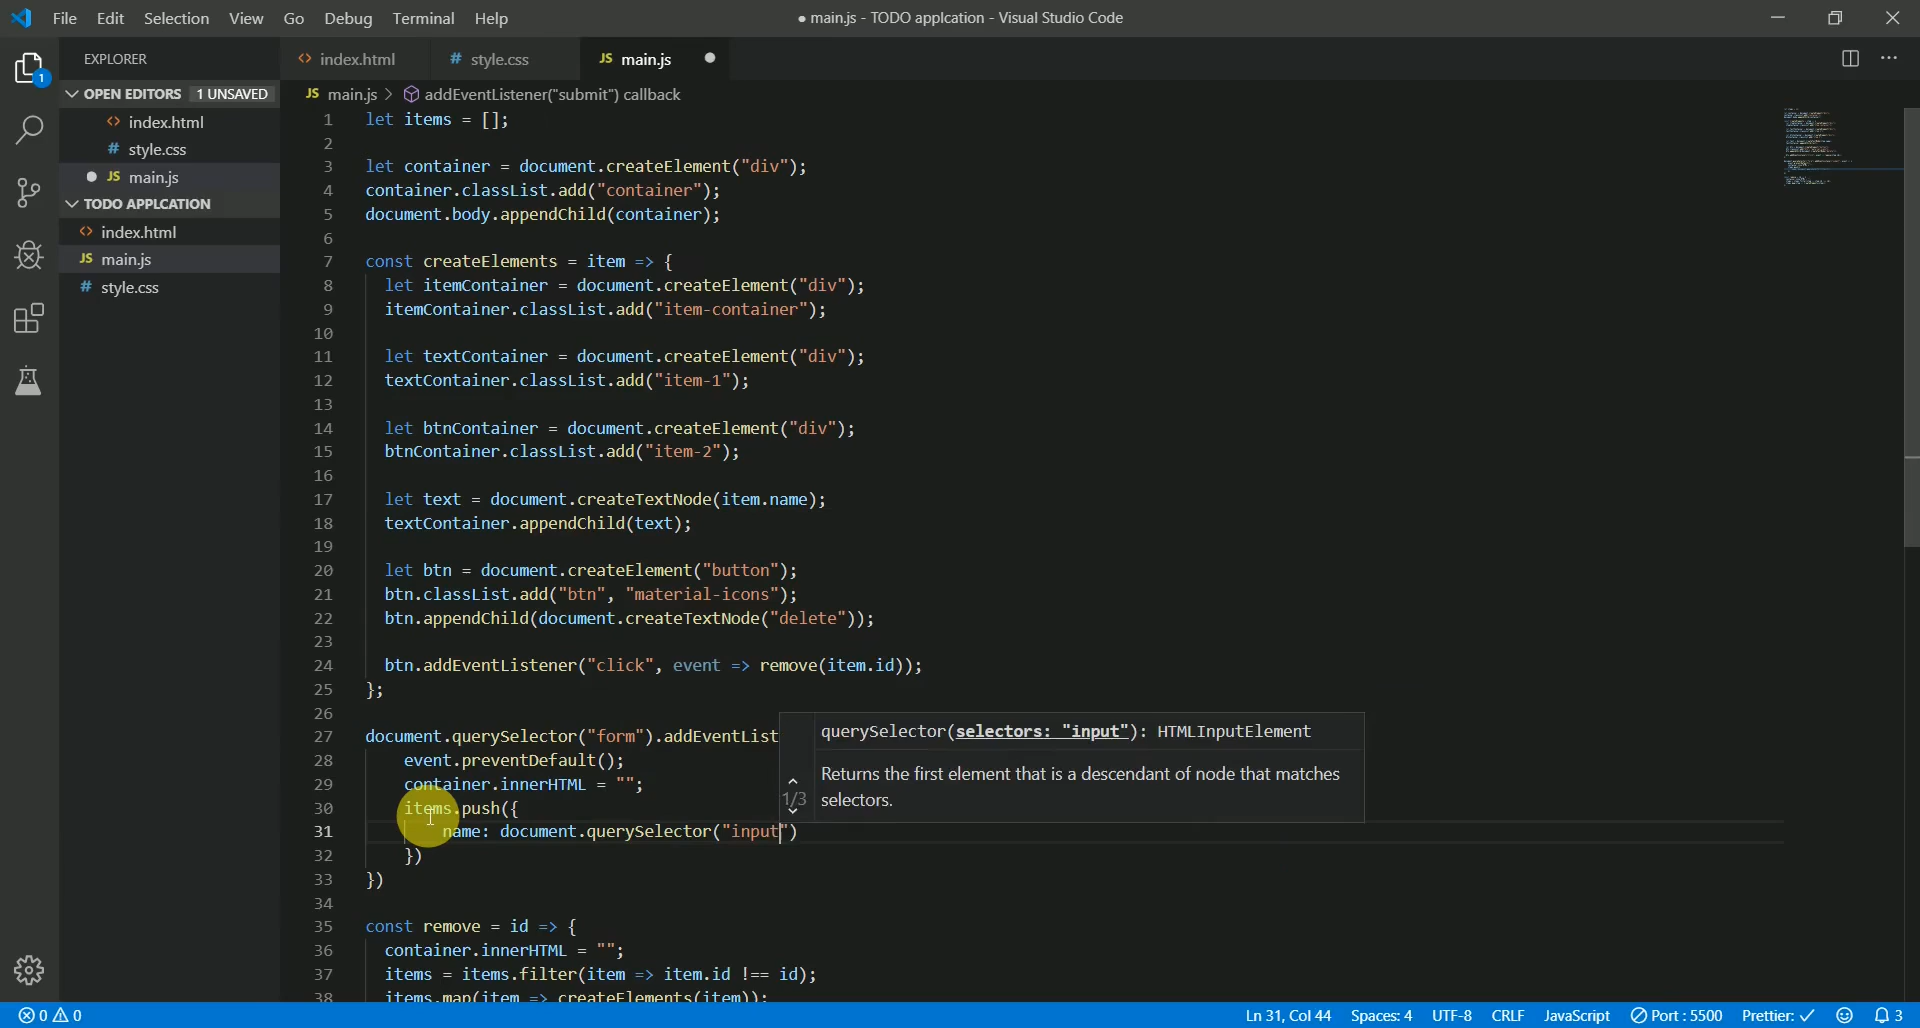 File Edit Selection View Go Debug Terminal Help
● main.js - TODO applcation - Visual Studio Code
EXPLORER
OPEN EDITORS 1 UNSAVED
<> index.html
# style.css
● JS main.js
TODO APPLCATION
<> index.html
JS main.js
# style.css
1
<> index.html # style.css JS main.js ●
JS main.js > addEventListener("submit") callback
1 let items = [];
2
3 let container = document.createElement("div");
4 container.classList.add("container");
5 document.body.appendChild(container);
6
7 const createElements = item => {
8 let itemContainer = document.createElement("div");
9 itemContainer.classList.add("item-container");
10
11 let textContainer = document.createElement("div");
12 textContainer.classList.add("item-1");
13
14 let btnContainer = document.createElement("div");
15 btnContainer.classList.add("item-2");
16
17 let text = document.createTextNode(item.name);
18 textContainer.appendChild(text);
19
20 let btn = document.createElement("button");
21 btn.classList.add("btn", "material-icons");
22 btn.appendChild(document.createTextNode("delete"));
23
24 btn.addEventListener("click", event => remove(item.id));
25 };
26
27 document.querySelector("form").addEventList
28 event.preventDefault();
29 container.innerHTML = "";
30 items.push({
31 name: document.querySelector("input")
32 })
33 })
34
35 const remove = id => {
36 container.innerHTML = "";
37 items = items.filter(item => item.id !== id);
38 items.map(item => createElements(item));
querySelector(selectors: "input"): HTMLInputElement
1/3
Returns the first element that is a descendant of node that matches
selectors.
0 0
Ln 31, Col 44 Spaces: 4 UTF-8 CRLF JavaScript Port : 5500 Prettier: ✓ 3